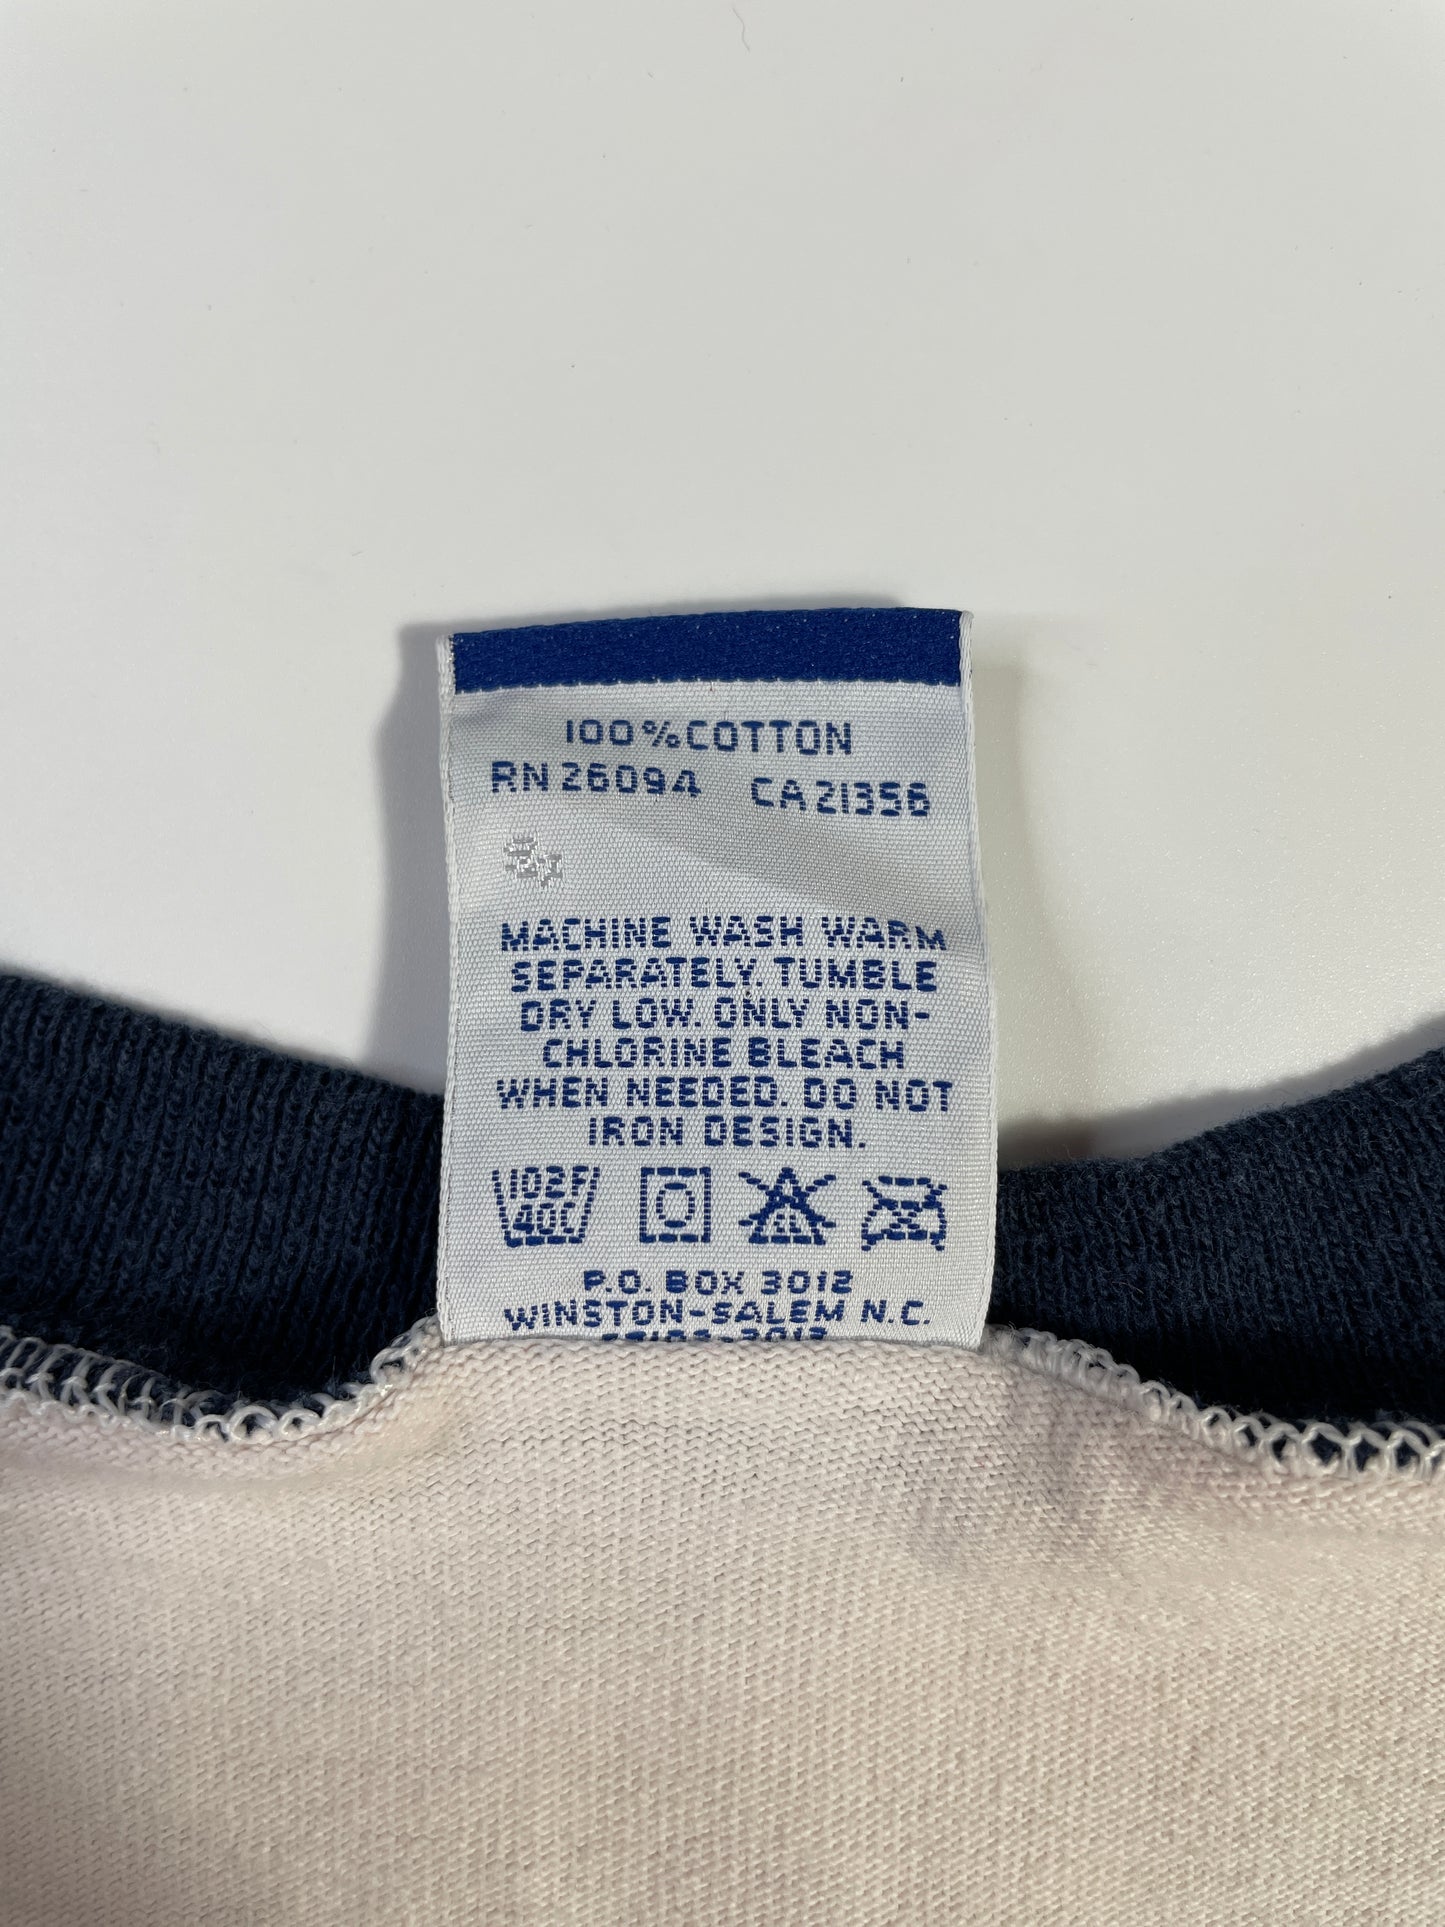 100% COTTON
RN 26094 CA 21356
MACHINE WASH WARM
SEPARATELY. TUMBLE
DRY LOW. ONLY NON-
CHLORINE BLEACH
WHEN NEEDED. DO NOT
IRON DESIGN.
102F
40C
CL
P.O. BOX 3012
WINSTON-SALEM N.C.